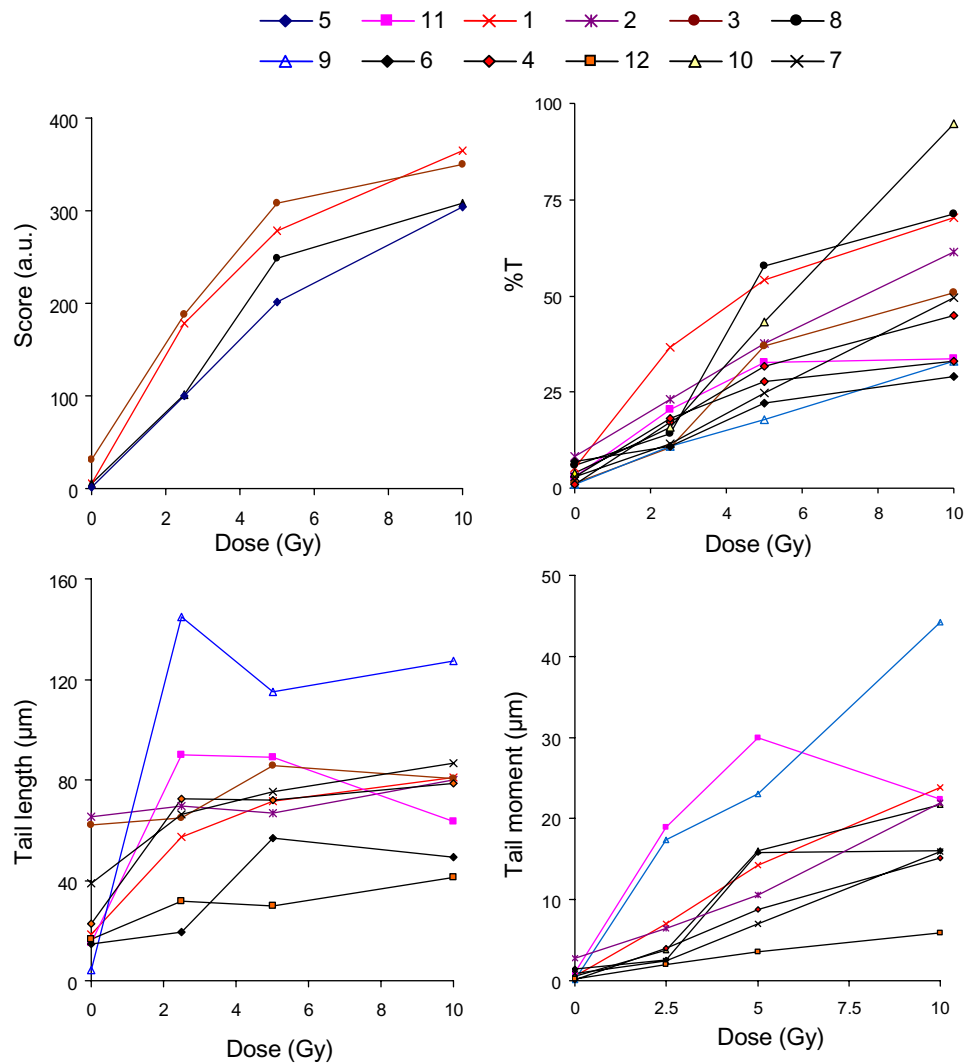 5 11 1 2 3 8
9 6 4 12 10 7
400
300
200
100
0
Score (a.u.)
0 2 4 6 8 10
Dose (Gy)
100
75
50
25
0
%T
0 2 4 6 8 10
Dose (Gy)
160
120
80
40
0
Tail length (µm)
0 2 4 6 8 10
Dose (Gy)
50
40
30
20
10
0
Tail moment (µm)
0 2.5 5 7.5 10
Dose (Gy)